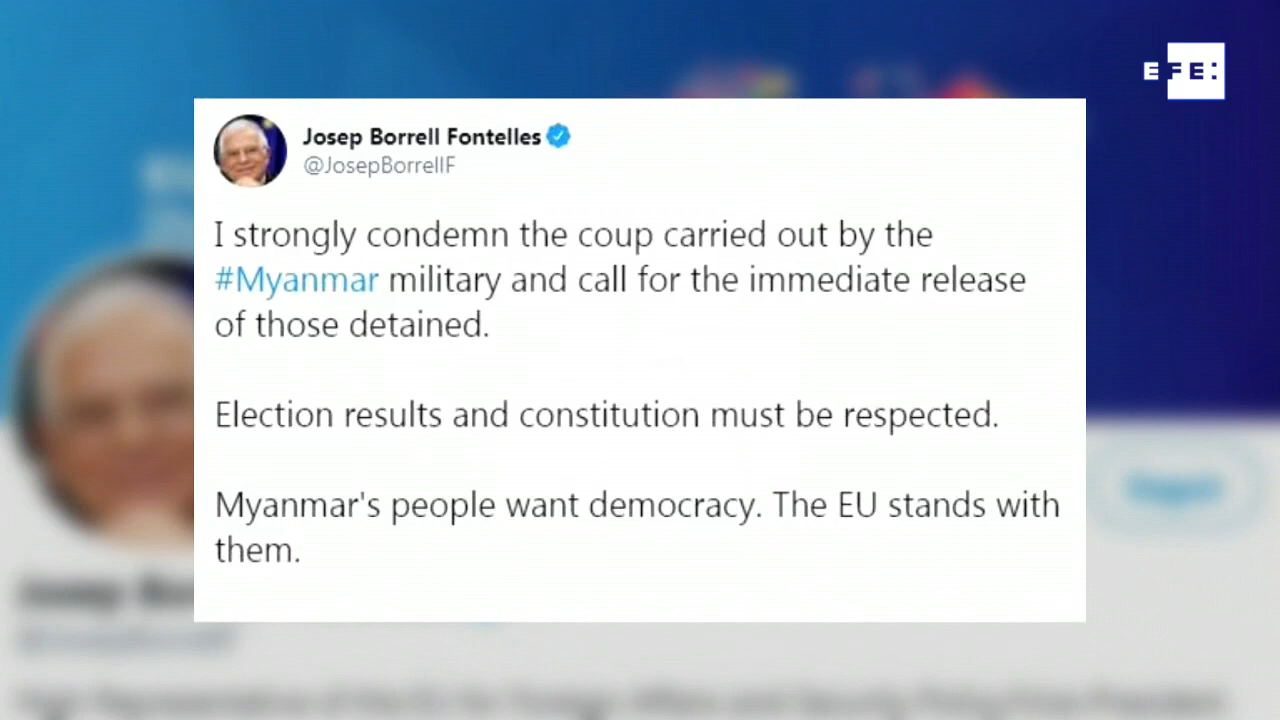 EFE:
Josep Borrell Fontelles
@JosepBorrellF
I strongly condemn the coup carried out by the
#Myanmar military and call for the immediate release
of those detained.
Election results and constitution must be respected.
Myanmar's people want democracy. The EU stands with
them.